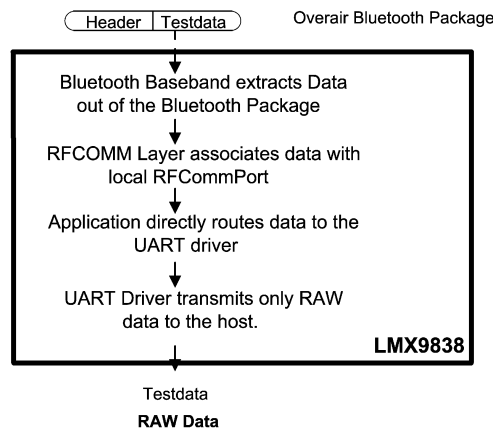 Header Testdata Overair Bluetooth Package
Bluetooth Baseband extracts Data
out of the Bluetooth Package
RFCOMM Layer associates data with
local RFCommPort
Application directly routes data to the
UART driver
UART Driver transmits only RAW
data to the host.
LMX9838
Testdata
RAW Data